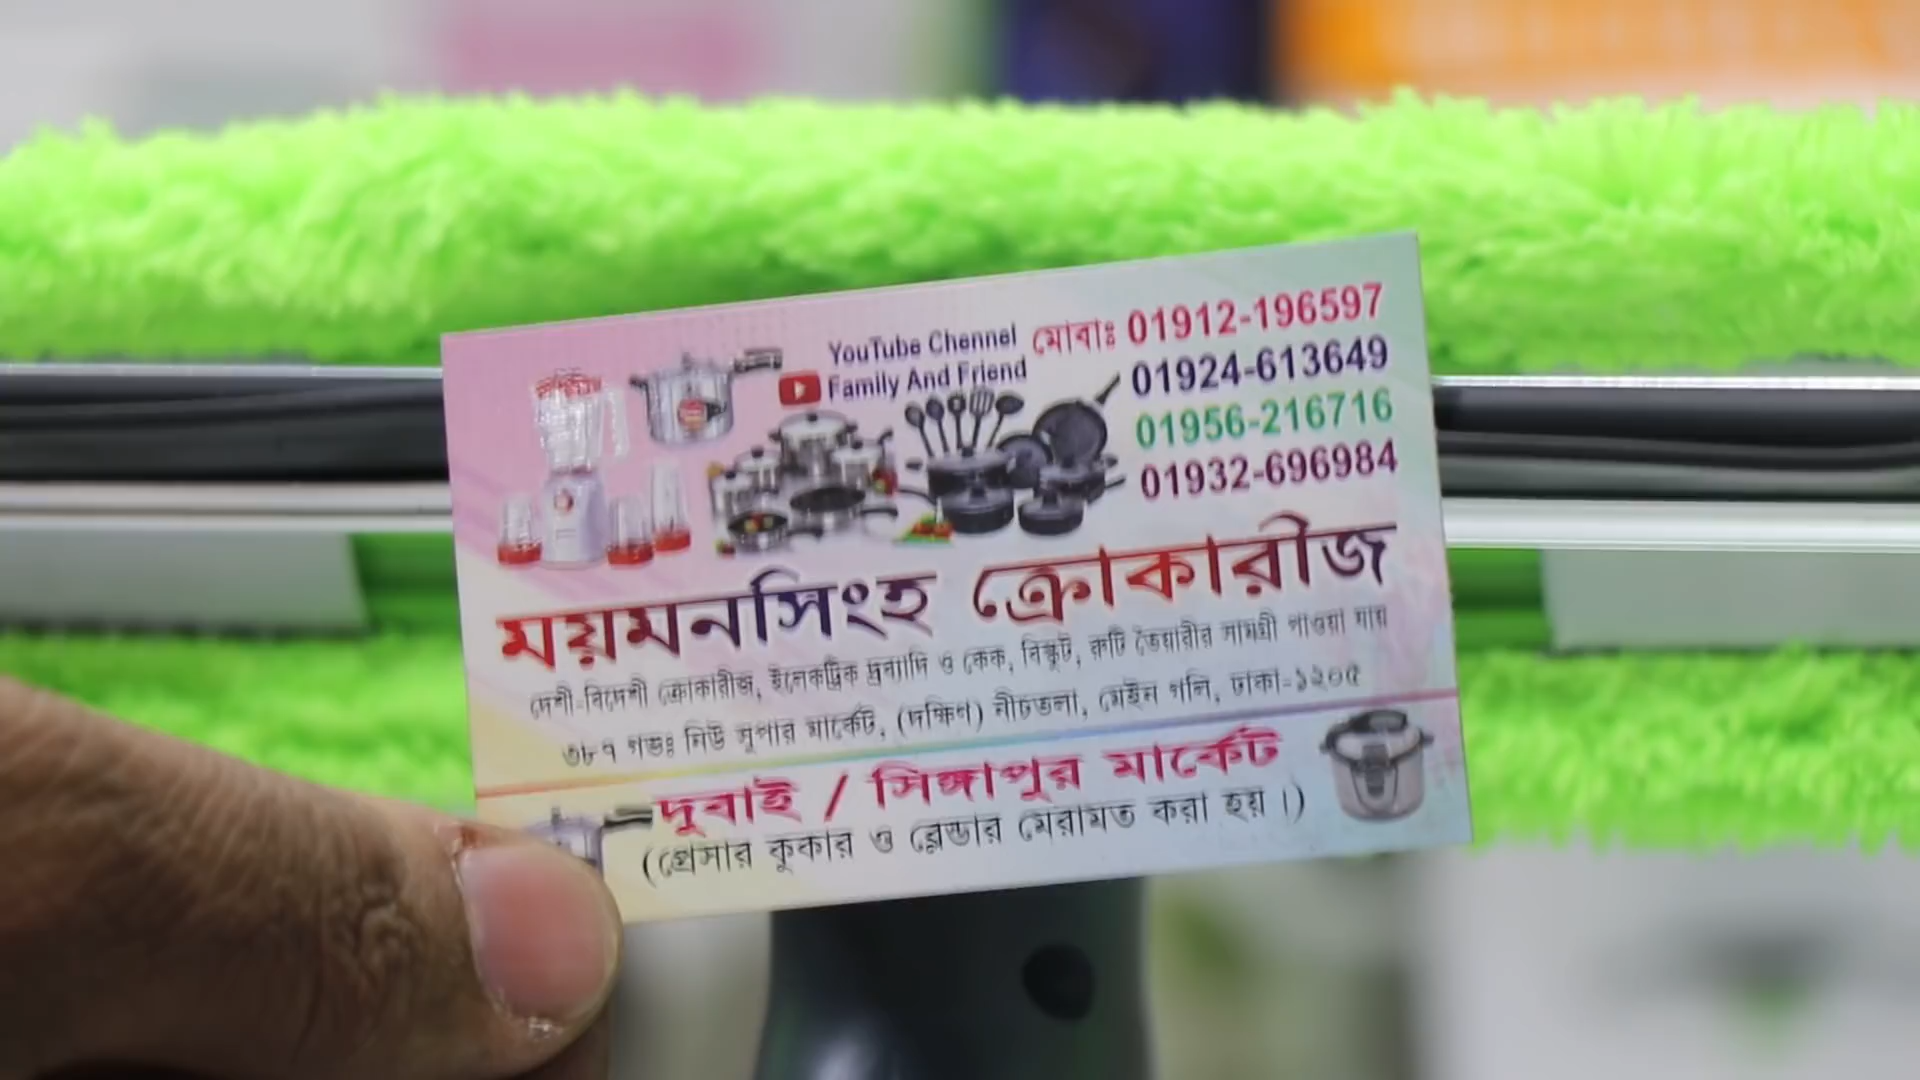 YouTube Chennel
Family And Friend
মোবাঃ 01912-196597
01924-613649
01956-216716
01932-696984
ময়মনসিংহ ক্রোকারীজ
দেশী-বিদেশী ক্রোকারীজ, ইলেকট্রিক দ্রব্যাদি ও কেক, বিস্কুট, রুটি তৈয়ারীর সামগ্রী পাওয়া যায়
৩৮৭ গভঃ নিউ সুপার মার্কেট, (দক্ষিণ) নীচতলা, মেইন গলি, ঢাকা-১২০৫
দুবাই / সিঙ্গাপুর মার্কেট
(প্রেসার কুকার ও ব্লেন্ডার মেরামত করা হয়।)